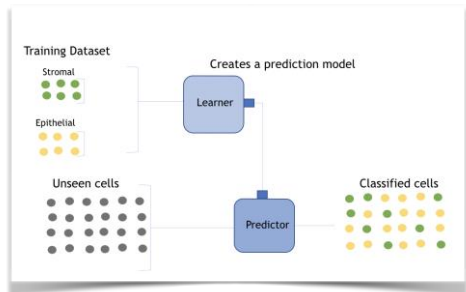 Training Dataset
Stromal
Creates a prediction model
Learner
Epithelial
Unseen cells
Classified cells
Predictor